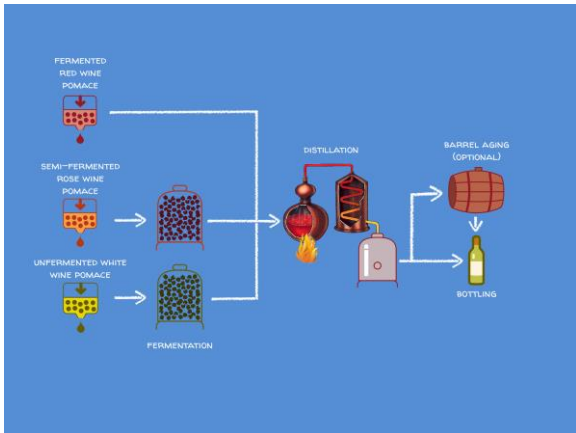 FERMENTED
RED WINE
POMACE
SEMI-FERMENTED
ROSE WINE
POMACE
UNFERMENTED WHITE
WINE POMACE
FERMENTATION
DISTILLATION
BARREL AGING
(OPTIONAL)
BOTTLING